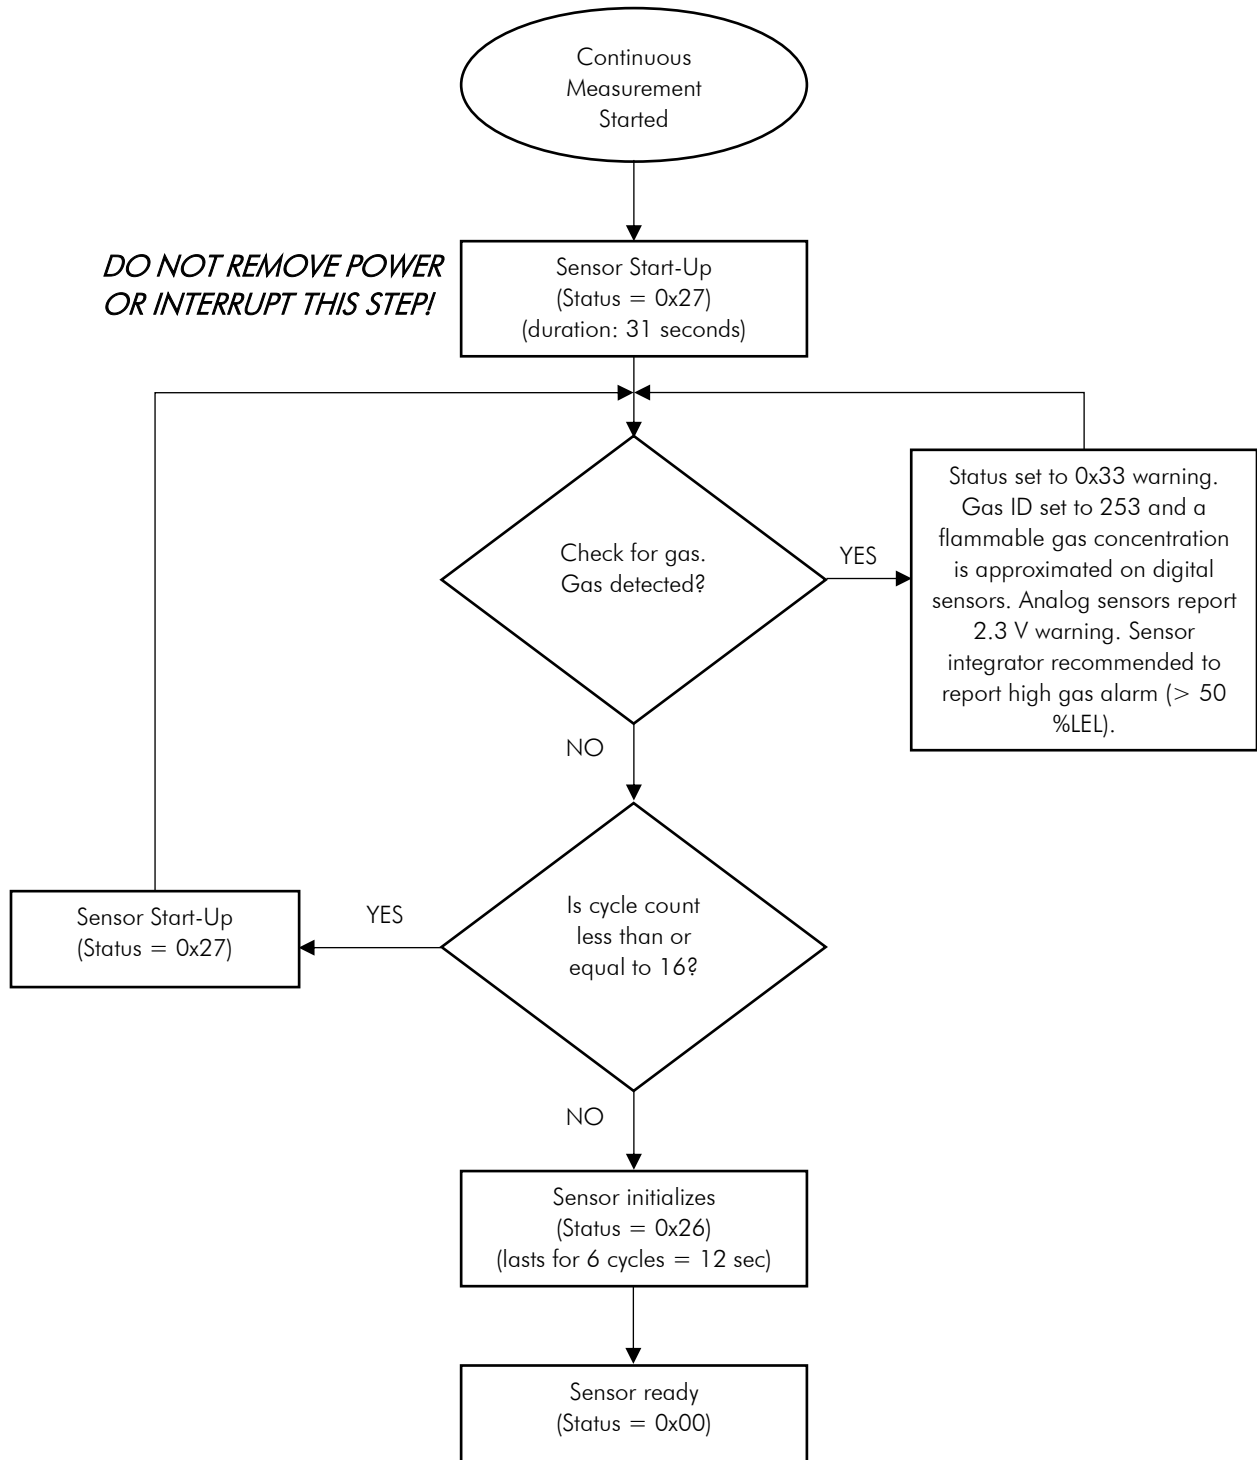 Continuous
Measurement
Started
DO NOT REMOVE POWER
OR INTERRUPT THIS STEP!
Sensor Start-Up
(Status = 0x27)
(duration: 31 seconds)
Check for gas.
Gas detected?
YES
Status set to 0x33 warning.
Gas ID set to 253 and a
flammable gas concentration
is approximated on digital
sensors. Analog sensors report
2.3 V warning. Sensor
integrator recommended to
report high gas alarm (> 50
%LEL).
NO
Is cycle count
less than or
equal to 16?
YES
Sensor Start-Up
(Status = 0x27)
NO
Sensor initializes
(Status = 0x26)
(lasts for 6 cycles = 12 sec)
Sensor ready
(Status = 0x00)